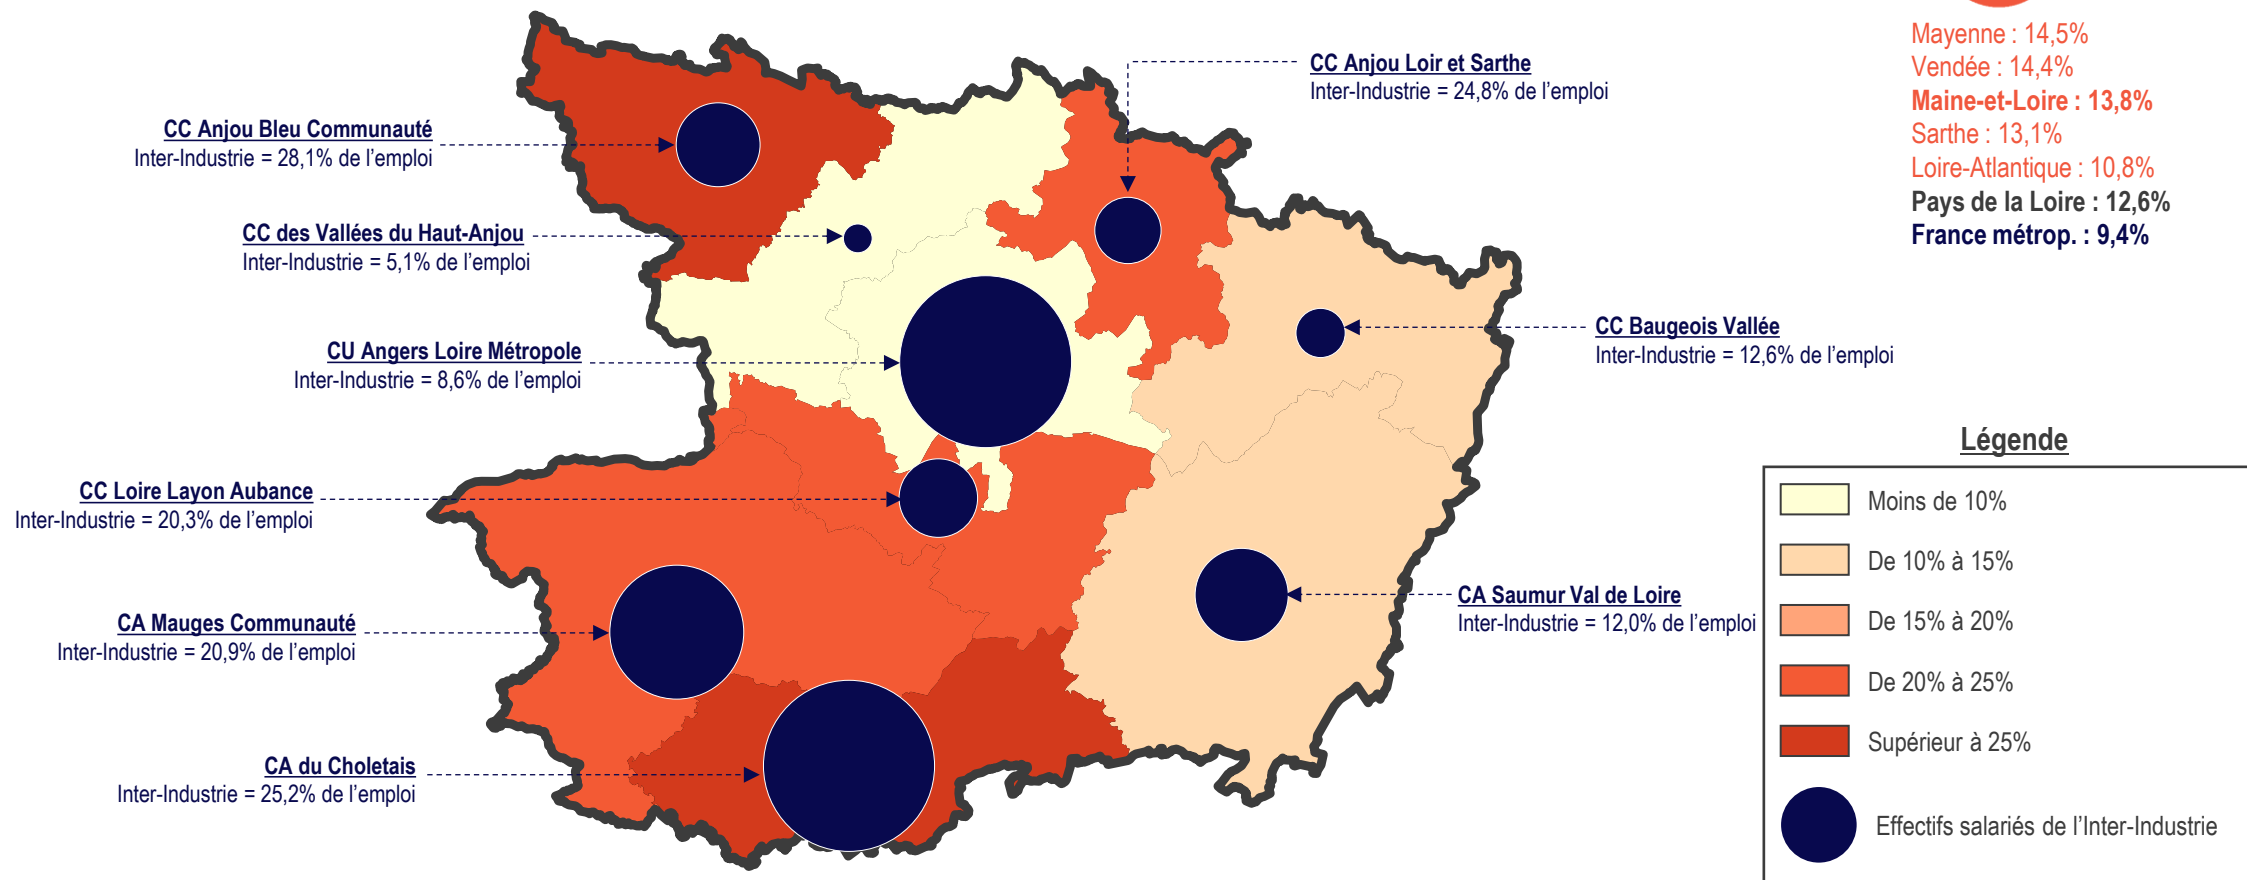 Mayenne : 14,5%
Vendée : 14,4%
Maine-et-Loire : 13,8%
Sarthe : 13,1%
Loire-Atlantique : 10,8%
Pays de la Loire : 12,6%
France métrop. : 9,4%
CC Anjou Loir et Sarthe
Inter-Industrie = 24,8% de l’emploi
CC Anjou Bleu Communauté
Inter-Industrie = 28,1% de l’emploi
CC des Vallées du Haut-Anjou
Inter-Industrie = 5,1% de l’emploi
CU Angers Loire Métropole
Inter-Industrie = 8,6% de l’emploi
CC Baugeois Vallée
Inter-Industrie = 12,6% de l’emploi
CC Loire Layon Aubance
Inter-Industrie = 20,3% de l’emploi
CA Mauges Communauté
Inter-Industrie = 20,9% de l’emploi
CA Saumur Val de Loire
Inter-Industrie = 12,0% de l’emploi
CA du Choletais
Inter-Industrie = 25,2% de l’emploi
Légende
Moins de 10%
De 10% à 15%
De 15% à 20%
De 20% à 25%
Supérieur à 25%
Effectifs salariés de l’Inter-Industrie